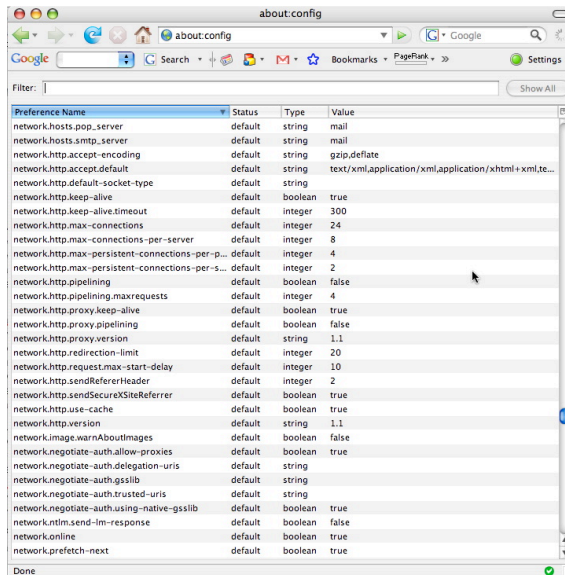 about:config
about:config
G Google
Google
G Search
Bookmarks
PageRank
»
Settings
Filter:
Show All
Preference Name Status Type Value
network.hosts.pop_server default string mail
network.hosts.smtp_server default string mail
network.http.accept-encoding default string gzip,deflate
network.http.accept.default default string text/xml,application/xml,application/xhtml+xml,te...
network.http.default-socket-type default string
network.http.keep-alive default boolean true
network.http.keep-alive.timeout default integer 300
network.http.max-connections default integer 24
network.http.max-connections-per-server default integer 8
network.http.max-persistent-connections-per-p... default integer 4
network.http.max-persistent-connections-per-s... default integer 2
network.http.pipelining default boolean false
network.http.pipelining.maxrequests default integer 4
network.http.proxy.keep-alive default boolean true
network.http.proxy.pipelining default boolean false
network.http.proxy.version default string 1.1
network.http.redirection-limit default integer 20
network.http.request.max-start-delay default integer 10
network.http.sendRefererHeader default integer 2
network.http.sendSecureXSiteReferrer default boolean true
network.http.use-cache default boolean true
network.http.version default string 1.1
network.image.warnAboutImages default boolean false
network.negotiate-auth.allow-proxies default boolean true
network.negotiate-auth.delegation-uris default string
network.negotiate-auth.gsslib default string
network.negotiate-auth.trusted-uris default string
network.negotiate-auth.using-native-gsslib default boolean true
network.ntlm.send-lm-response default boolean false
network.online default boolean true
network.prefetch-next default boolean true
Done